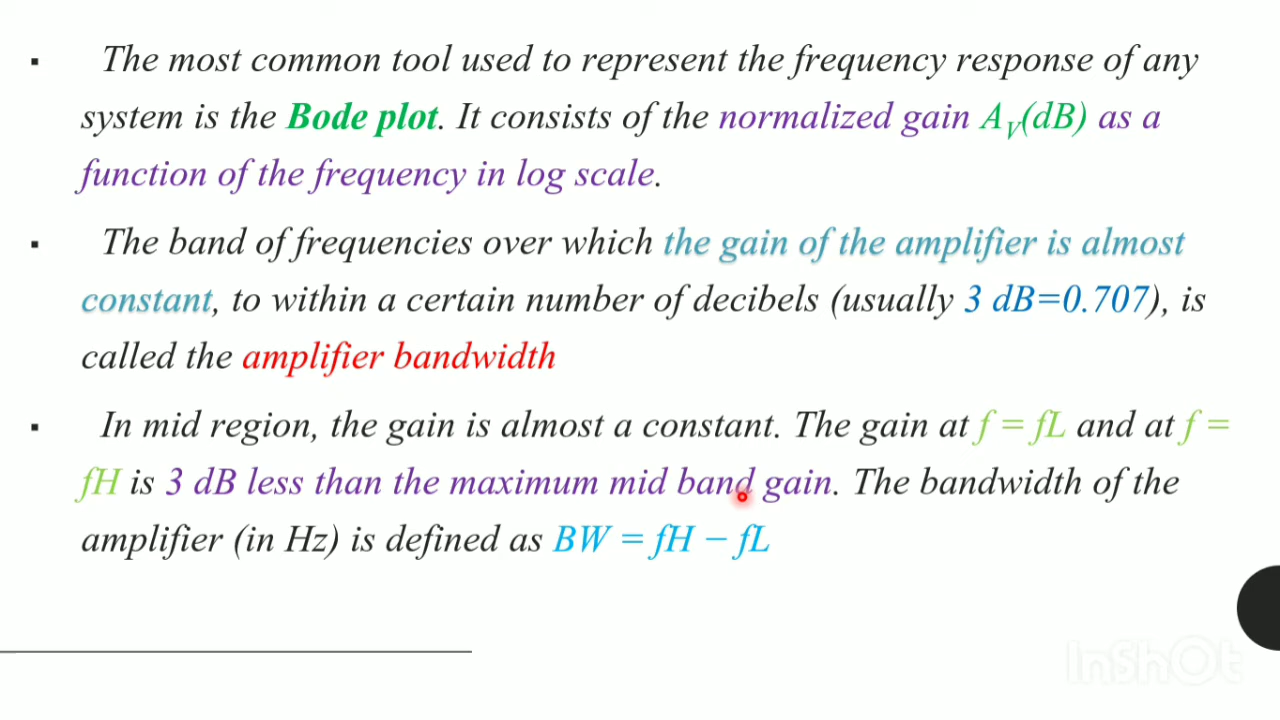 ▪ The most common tool used to represent the frequency response of any
system is the Bode plot. It consists of the normalized gain AV(dB) as a
function of the frequency in log scale.
▪ The band of frequencies over which the gain of the amplifier is almost
constant, to within a certain number of decibels (usually 3 dB=0.707), is
called the amplifier bandwidth
▪ In mid region, the gain is almost a constant. The gain at f = fL and at f =
fH is 3 dB less than the maximum mid band gain. The bandwidth of the
amplifier (in Hz) is defined as BW = fH − fL
InShOt